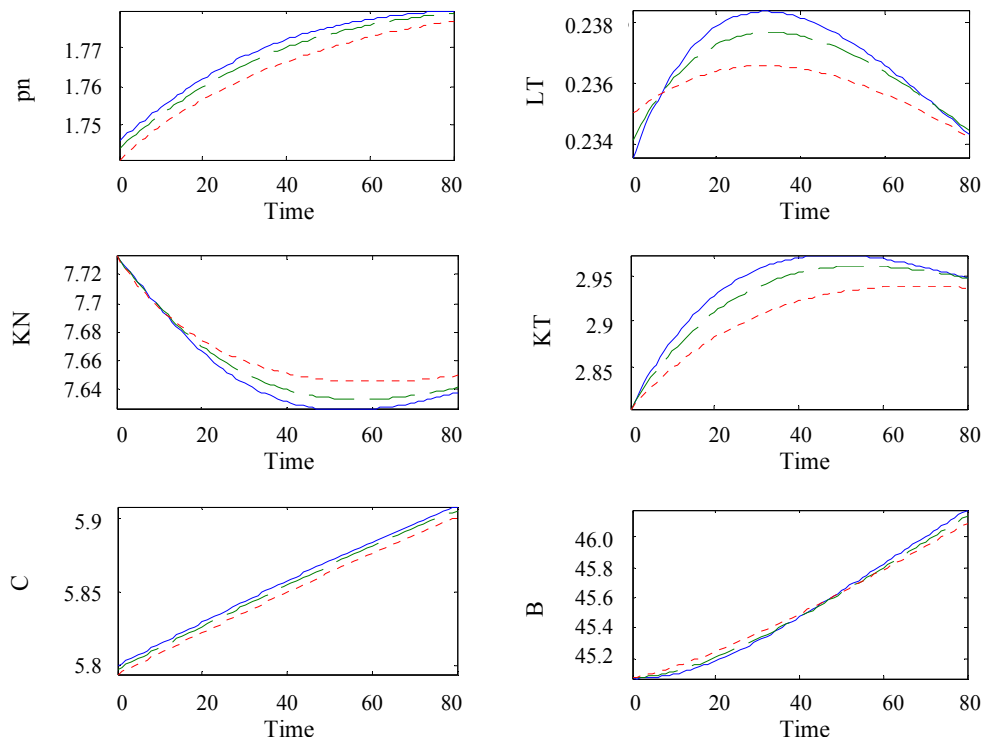 pn
1.77
1.76
1.75
0 20 40 60 80
Time
LT
0.238
0.236
0.234
0 20 40 60 80
Time
KN
7.72
7.7
7.68
7.66
7.64
0 20 40 60 80
Time
KT
2.95
2.9
2.85
0 20 40 60 80
Time
C
5.9
5.85
5.8
0 20 40 60 80
Time
B
46.0
45.8
45.6
45.4
45.2
0 20 40 60 80
Time